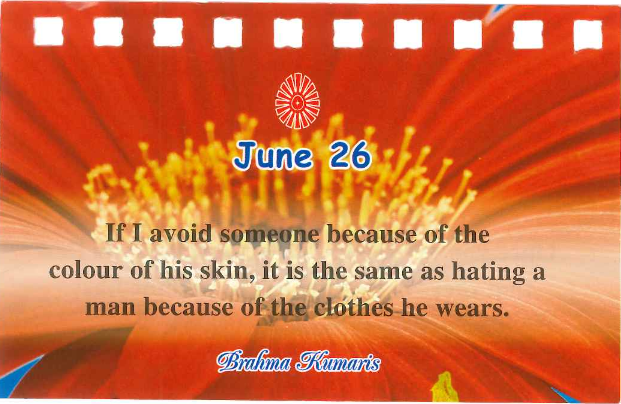 June 26
If I avoid someone because of the
colour of his skin, it is the same as hating a
man because of the clothes he wears.
Brahma Kumaris